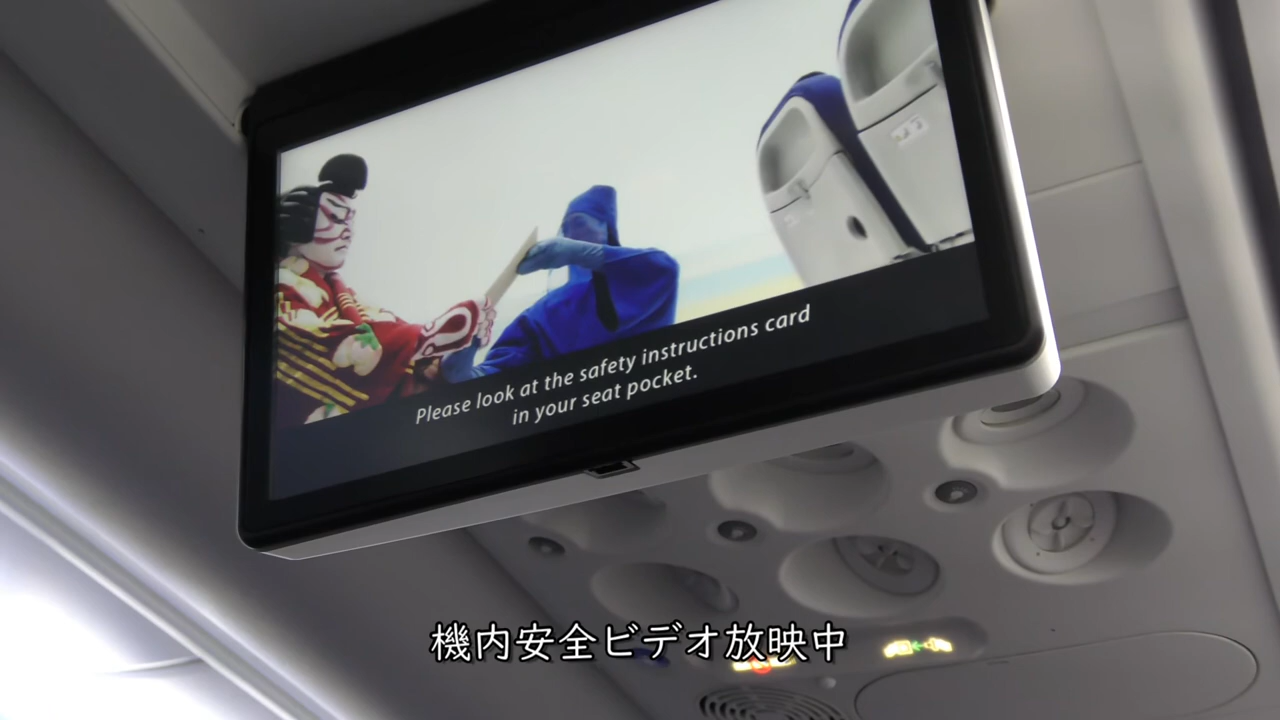 Please look at the safety instructions card
in your seat pocket.
機内安全ビデオ放映中